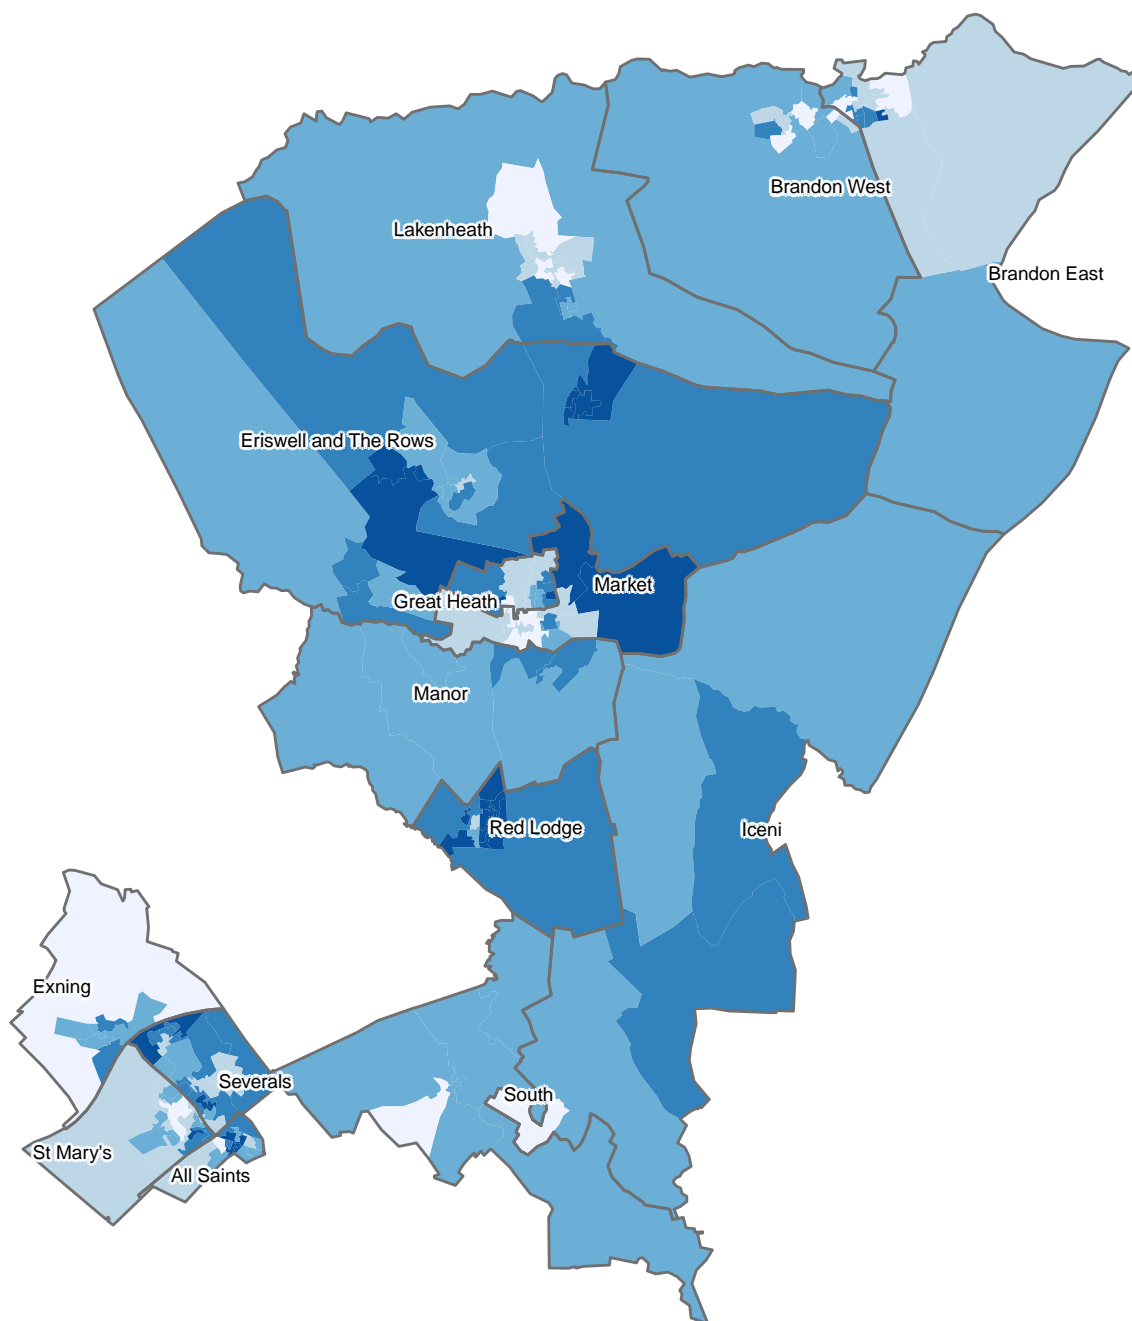 Brandon West
Lakenheath
Brandon East
Eriswell and The Rows
Market
Great Heath
Manor
Red Lodge
Iceni
Exning
Severals
South
St Mary's
All Saints